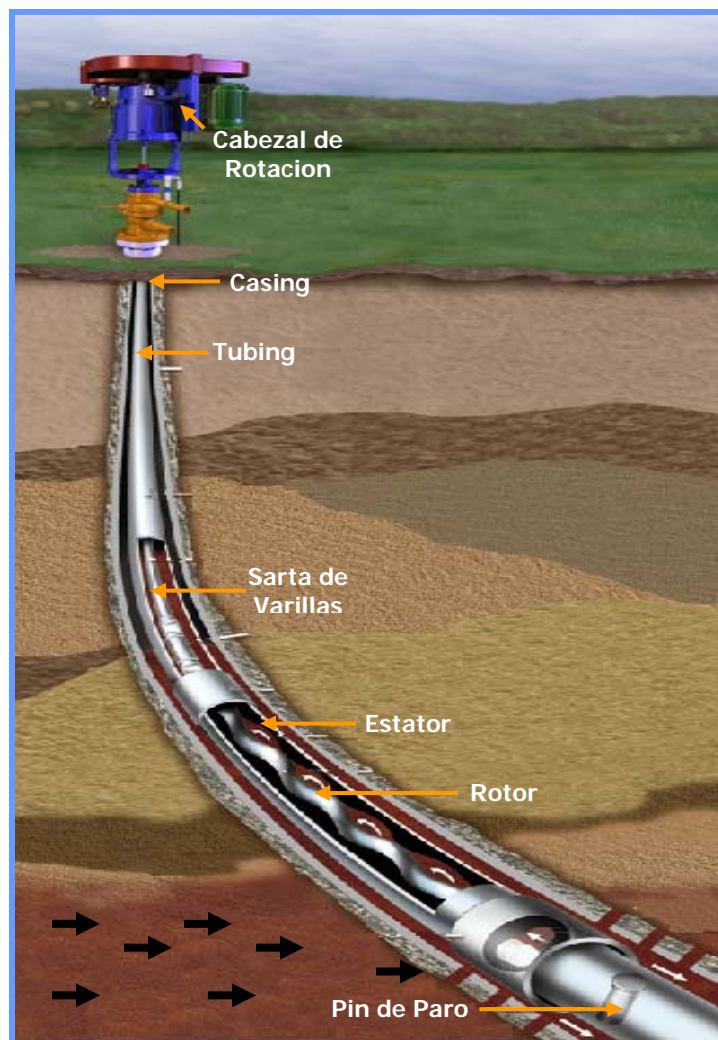 Cabezal de
Rotacion
Casing
Tubing
Sarta de
Varillas
Estator
Rotor
Pin de Paro